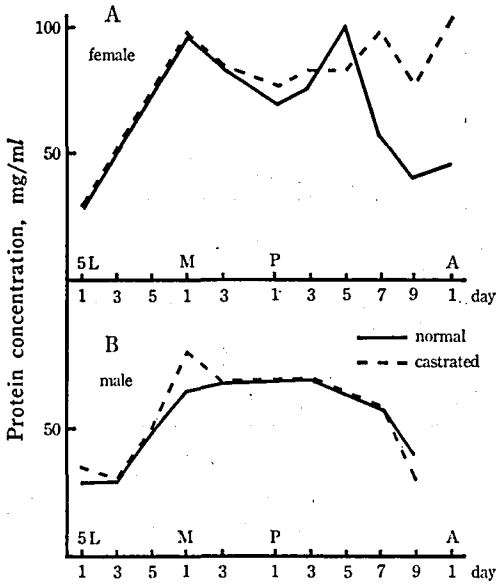 Protein concentration, mg/ml
A
female
100
50
5L M P A
1 3 5 1 3 1 3 5 7 9 1 day
B
male
normal
castrated
50
5L M P A
1 3 5 1 3 1 3 5 7 9 1 day